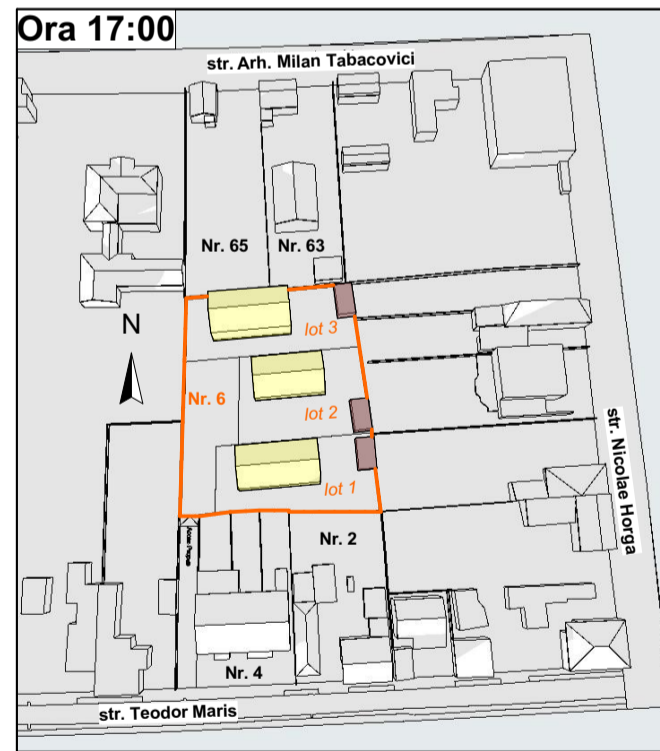 Ora 17:00
str. Arh. Milan Tabacovici
Nr. 65
Nr. 63
N
lot 3
Nr. 6
lot 2
lot 1
str. Nicolae Horga
Nr. 2
Nr. 4
str. Teodor Maris